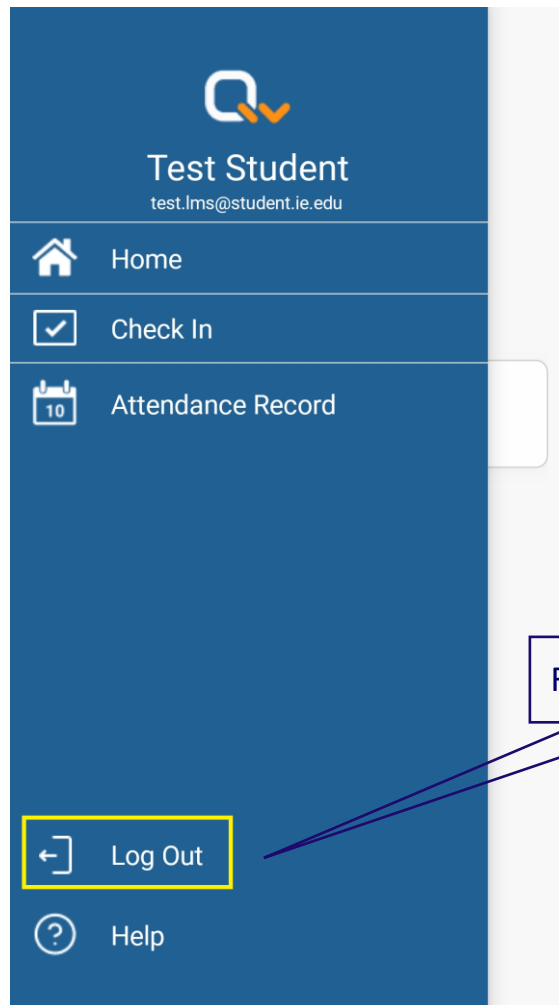 Test Student
test.lms@student.ie.edu
Home
Check In
10
Attendance Record
Log Out
Help